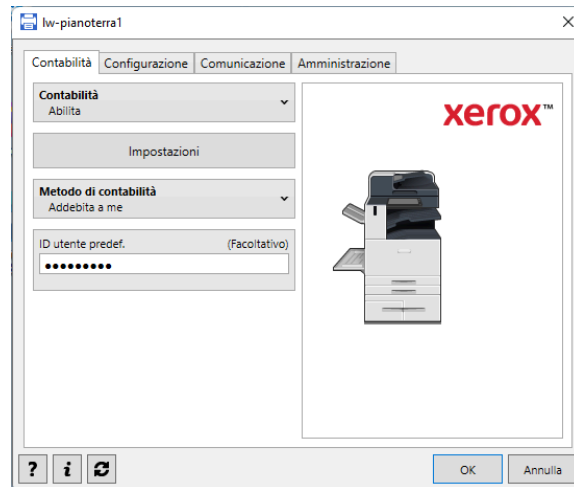 lw-pianoterra1
Contabilità Configurazione Comunicazione Amministrazione
Contabilità
Abilita
xerox™
Impostazioni
Metodo di contabilità
Addebita a me
ID utente predef. (Facoltativo)
●●●●●●●●●
? i
OK Annulla